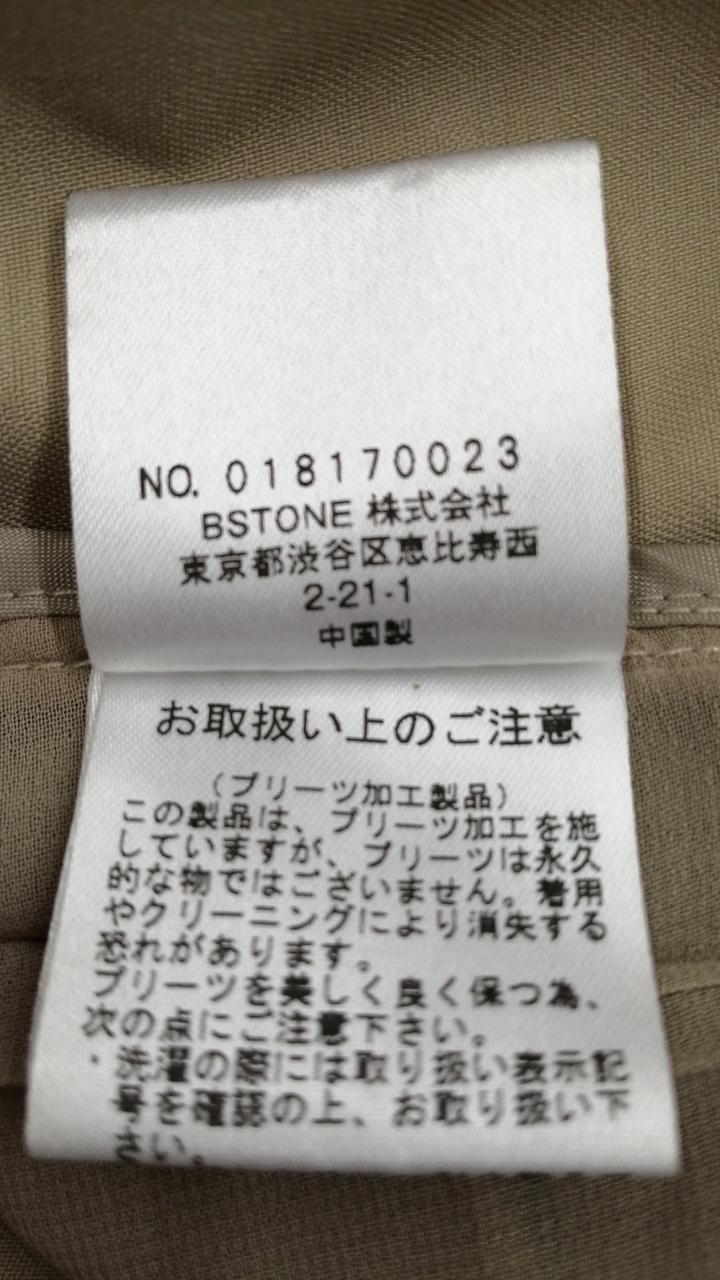 NO. 018170023
BSTONE 株式会社
東京都渋谷区恵比寿西
2-21-1
中国製
お取扱い上のご注意
(プリーツ加工製品)
この製品は、プリーツ加工を施
していますが、プリーツは永久
的な物ではございません。着用
やクリーニングにより消失する
恐れがあります。
プリーツを美しく良く保つ為、
次の点にご注意下さい。
・洗濯の際には取り扱い表示記
号を確認の上、お取り扱い下
さい。